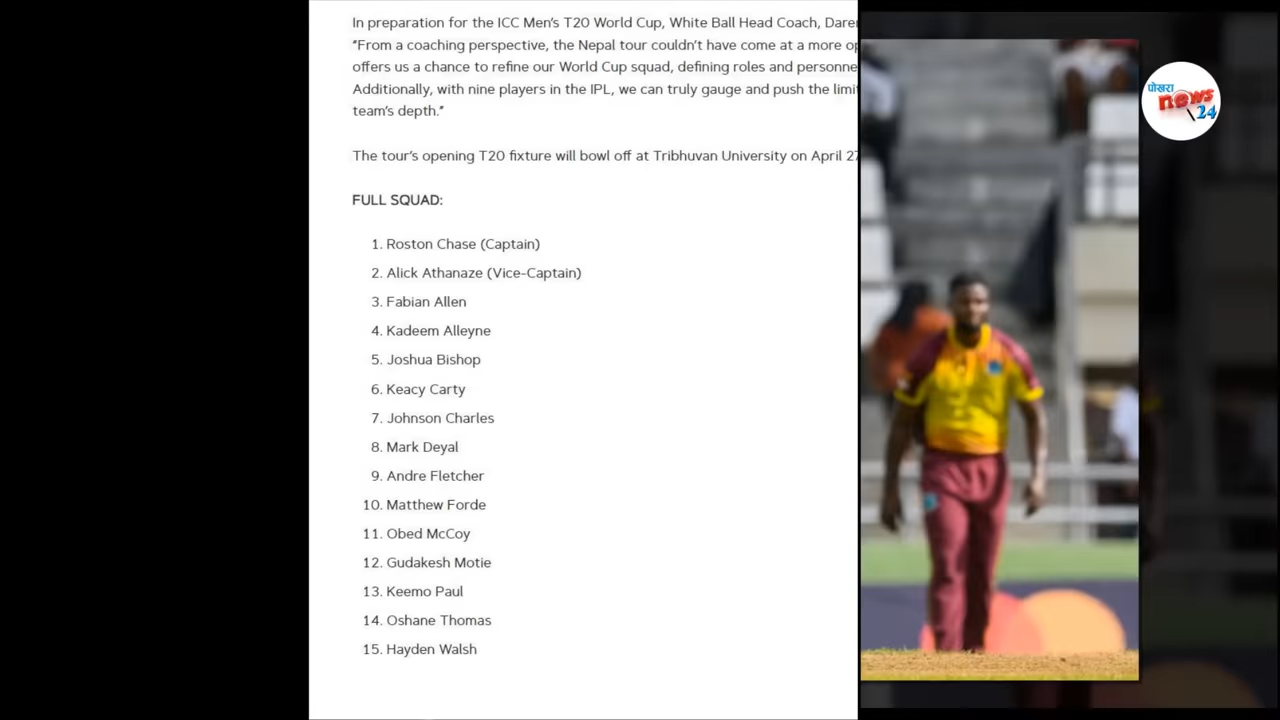 In preparation for the ICC Men's T20 World Cup, White Ball Head Coach, Daren
"From a coaching perspective, the Nepal tour couldn't have come at a more op
offers us a chance to refine our World Cup squad, defining roles and personne
Additionally, with nine players in the IPL, we can truly gauge and push the limit
team's depth."
The tour's opening T20 fixture will bowl off at Tribhuvan University on April 27
FULL SQUAD:
1. Roston Chase (Captain)
2. Alick Athanaze (Vice-Captain)
3. Fabian Allen
4. Kadeem Alleyne
5. Joshua Bishop
6. Keacy Carty
7. Johnson Charles
8. Mark Deyal
9. Andre Fletcher
10. Matthew Forde
11. Obed McCoy
12. Gudakesh Motie
13. Keemo Paul
14. Oshane Thomas
15. Hayden Walsh
पोखरा
news
24